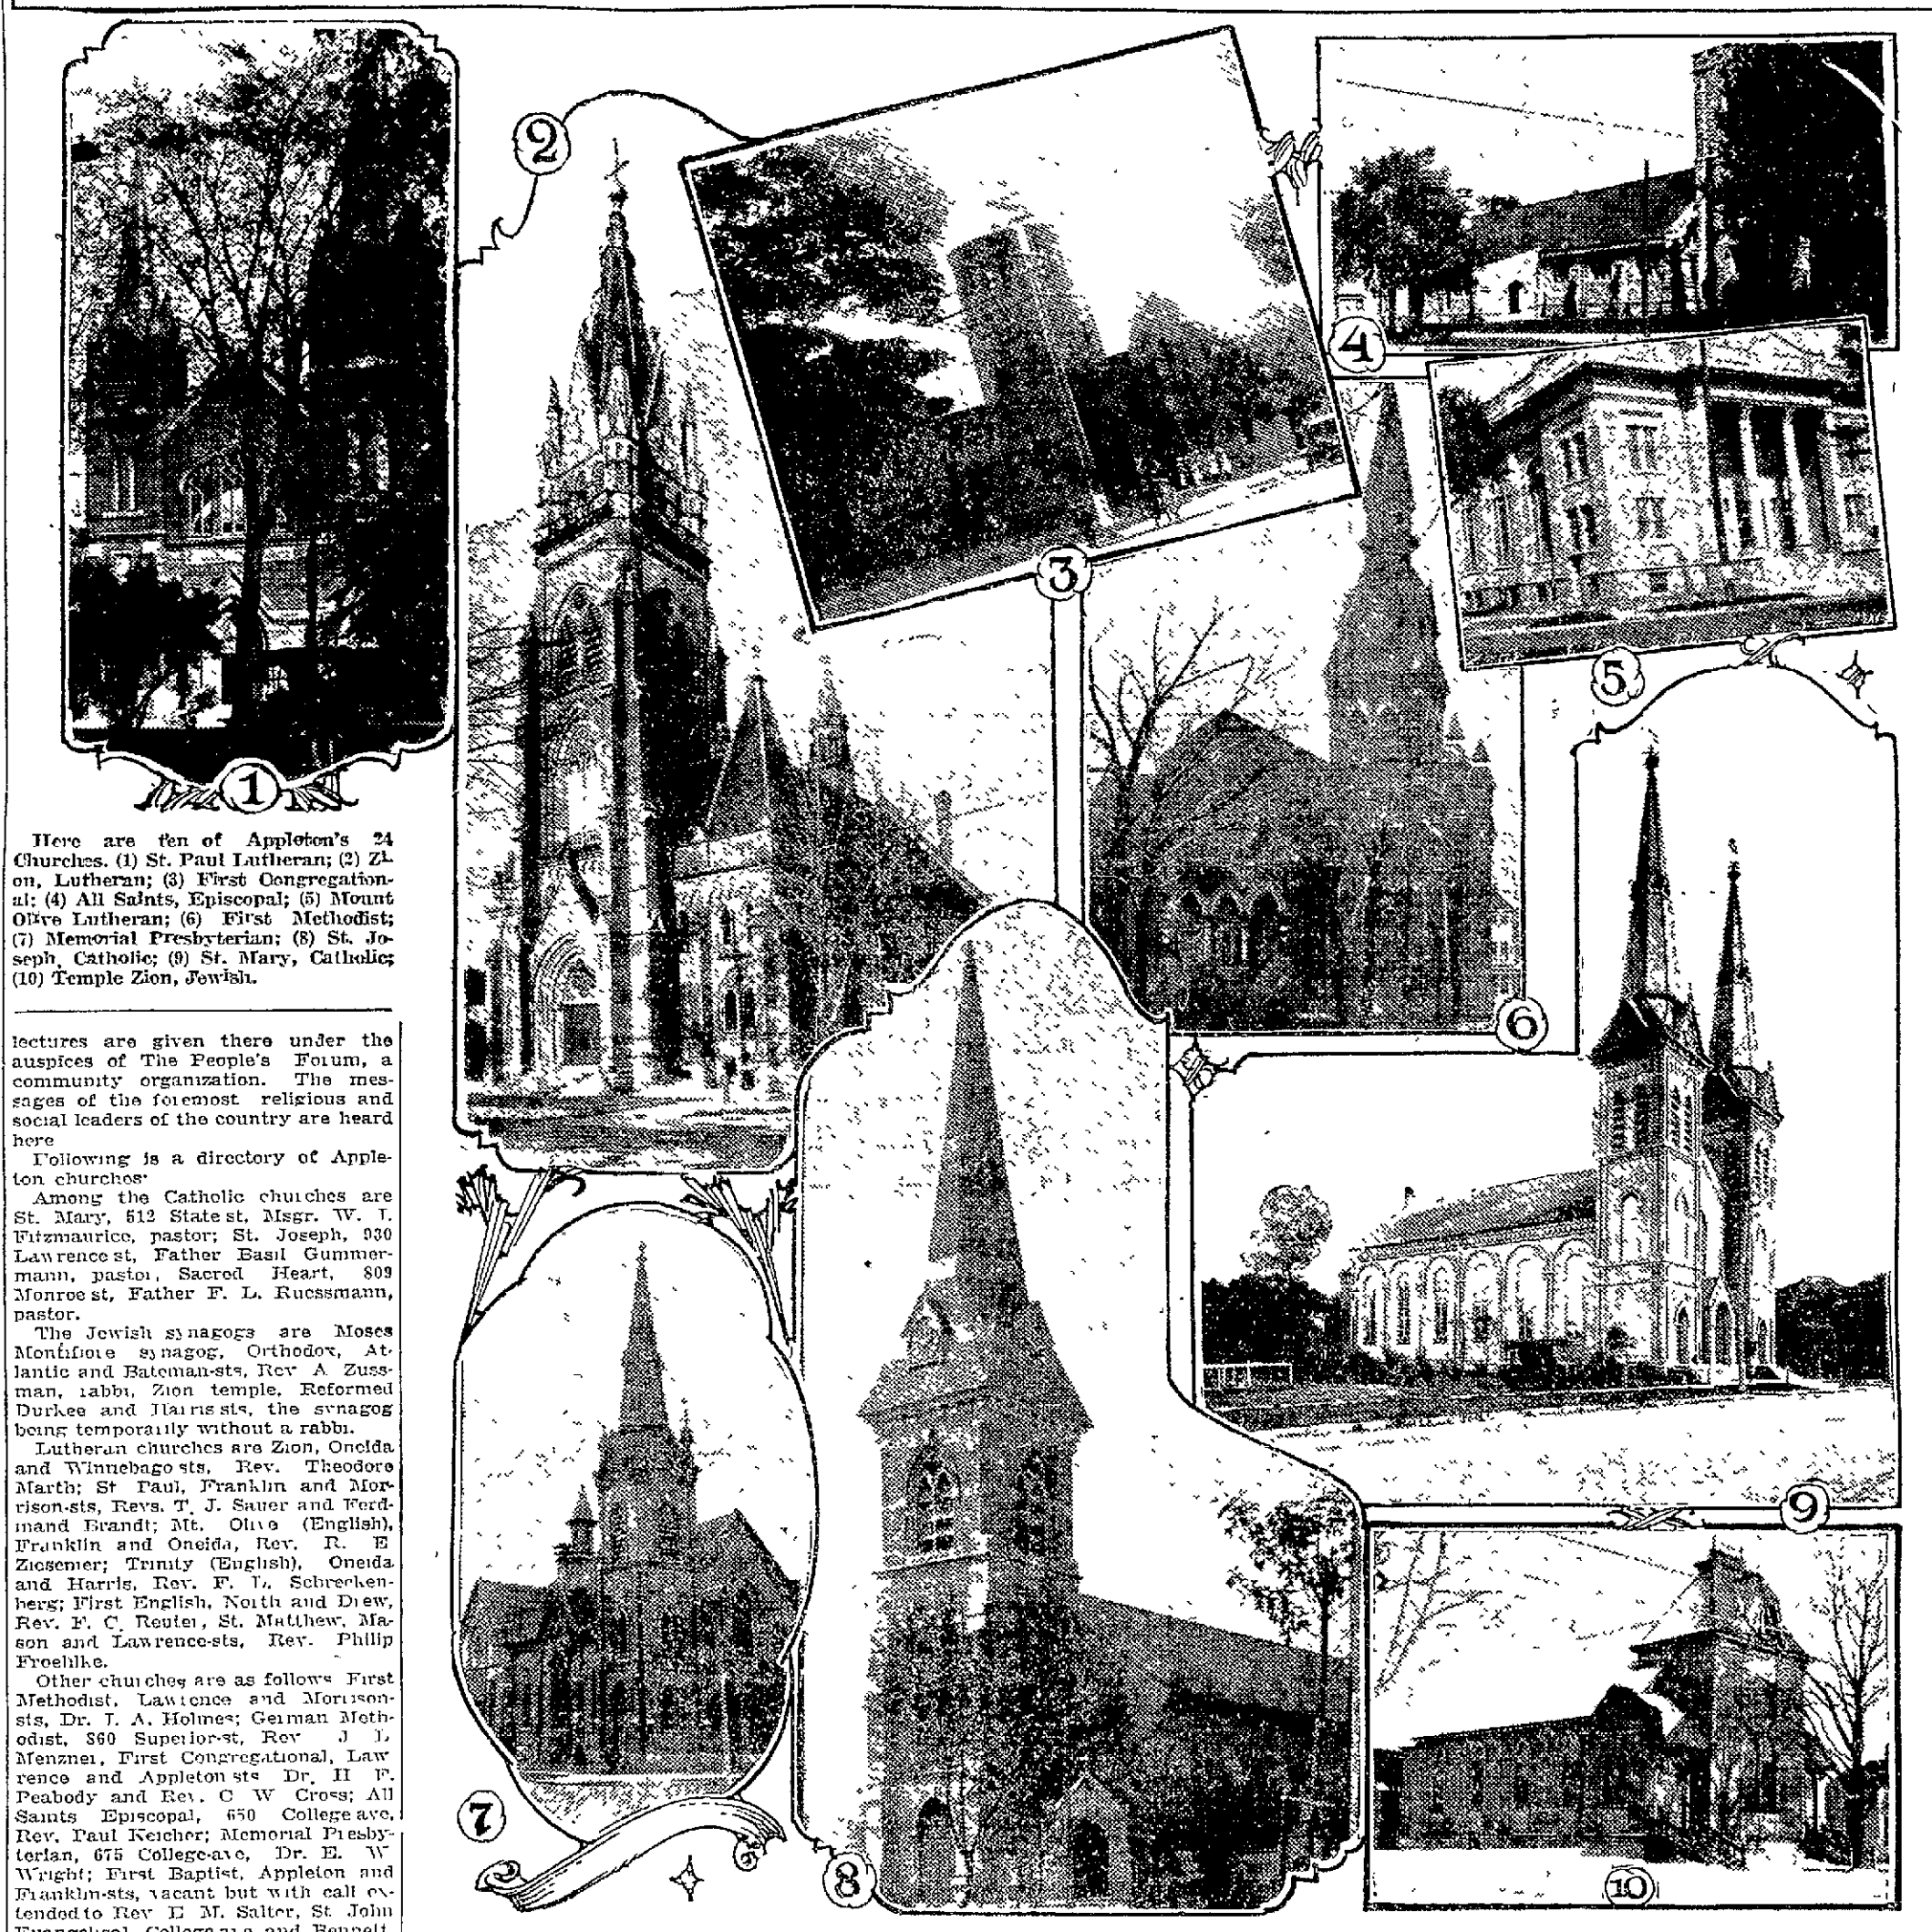 1
2
3
4
5
6
7
8
9
10
Here are ten of Appleton's 24
Churches. (1) St. Paul Lutheran; (2) Zi-
on, Lutheran; (3) First Congregation-
al; (4) All Saints, Episcopal; (5) Mount
Olive Lutheran; (6) First Methodist;
(7) Memorial Presbyterian; (8) St. Jo-
seph, Catholic; (9) St. Mary, Catholic;
(10) Temple Zion, Jewish.
lectures are given there under the
auspices of The People's Forum, a
community organization. The mes-
sages of the foremost religious and
social leaders of the country are heard
here
Following is a directory of Apple-
ton churches
Among the Catholic churches are
St. Mary, 512 State st, Msgr. W. J.
Fitzmaurice, pastor; St. Joseph, 930
Lawrence st, Father Basil Gummer-
mann, pastor, Sacred Heart, 809
Monroe st, Father F. L. Ruessmann,
pastor.
The Jewish synagogs are Moses
Montifiore synagog, Orthodox, At-
lantic and Bateman-sts, Rev A. Zuss-
man, rabbi, Zion temple, Reformed
Durkee and Harris sts, the synagog
being temporarily without a rabbi.
Lutheran churches are Zion, Oneida
and Winnebago sts, Rev. Theodore
Marth; St Paul, Franklin and Mor-
rison-sts, Revs. T. J. Sauer and Ferd-
inand Brandt; Mt. Olive (English),
Franklin and Oneida, Rev. R. E
Ziesemer; Trinity (English), Oneida
and Harris, Rev. F. L. Schrecken-
berg; First English, North and Drew,
Rev. F. C. Reuter, St. Matthew, Ma-
son and Lawrence-sts, Rev. Philip
Froehlke.
Other churches are as follows First
Methodist, Lawrence and Morrison-
sts, Dr. J. A. Holmes; German Meth-
odist, 860 Superior-st, Rev J L
Menzner, First Congregational, Law
rence and Appleton sts Dr. H F.
Peabody and Rev. C W Cross; All
Saints Episcopal, 650 College ave,
Rev. Paul Keicher; Memorial Presby-
terian, 675 College-ave, Dr. E. W
Wright; First Baptist, Appleton and
Franklin-sts, vacant but with call ex-
tended to Rev E M. Salter, St. John
Evangelical, College ave and Bennett